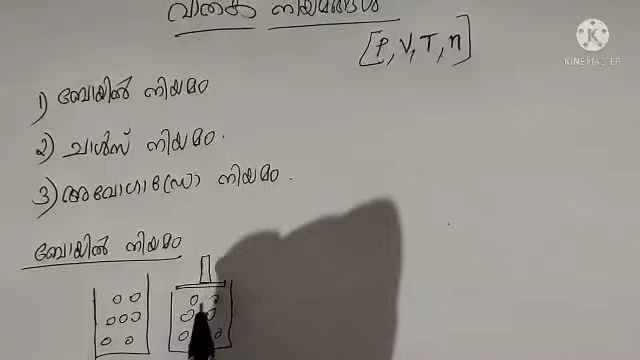 വാതക നിയമങ്ങൾ
[P, V, T, n]
KINEMASTER
1) ബോയിൽ നിയമം
2) ചാൾസ് നിയമം.
3) അവോഗാഡ്രോ നിയമം.
ബോയിൽ നിയമം